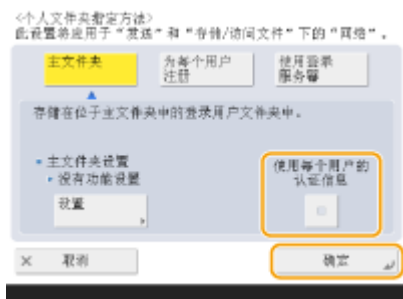 <个人文件夹指定方法>
此设置将应用于“发送”和“存储/访问文件”下的“网络”。
主文件夹
为每个用户
注册
使用登录
服务器
存储在位于主文件夹中的登录用户文件夹中。
主文件夹设置
没有功能设置
设置
使用每个用户的
认证信息
取消
确定